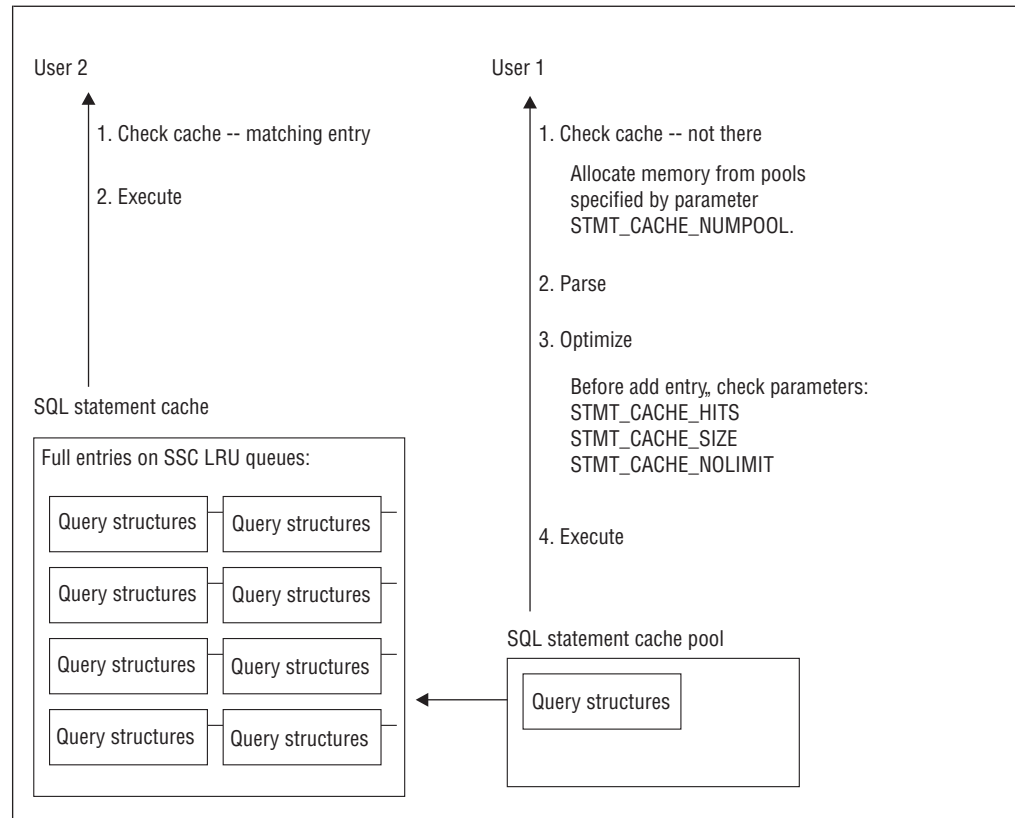 User 2
1. Check cache -- matching entry
2. Execute
SQL statement cache
Full entries on SSC LRU queues:
Query structures
Query structures
Query structures
Query structures
Query structures
Query structures
Query structures
Query structures
User 1
1. Check cache -- not there
Allocate memory from pools
specified by parameter
STMT_CACHE_NUMPOOL.
2. Parse
3. Optimize
Before add entry,, check parameters:
STMT_CACHE_HITS
STMT_CACHE_SIZE
STMT_CACHE_NOLIMIT
4. Execute
SQL statement cache pool
Query structures